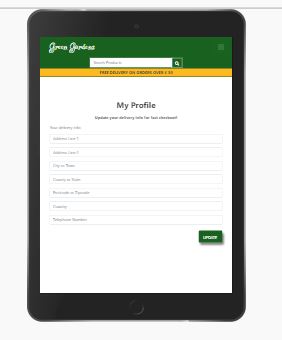 Green Gardens
Search Products
FREE DELIVERY ON ORDERS OVER £ 50
My Profile
Update your delivery info for fast checkout!
Your delivery info:
Address Line 1
Address Line 2
City or Town
County or State
Postcode or Zipcode
Country
Telephone Number
UPDATE